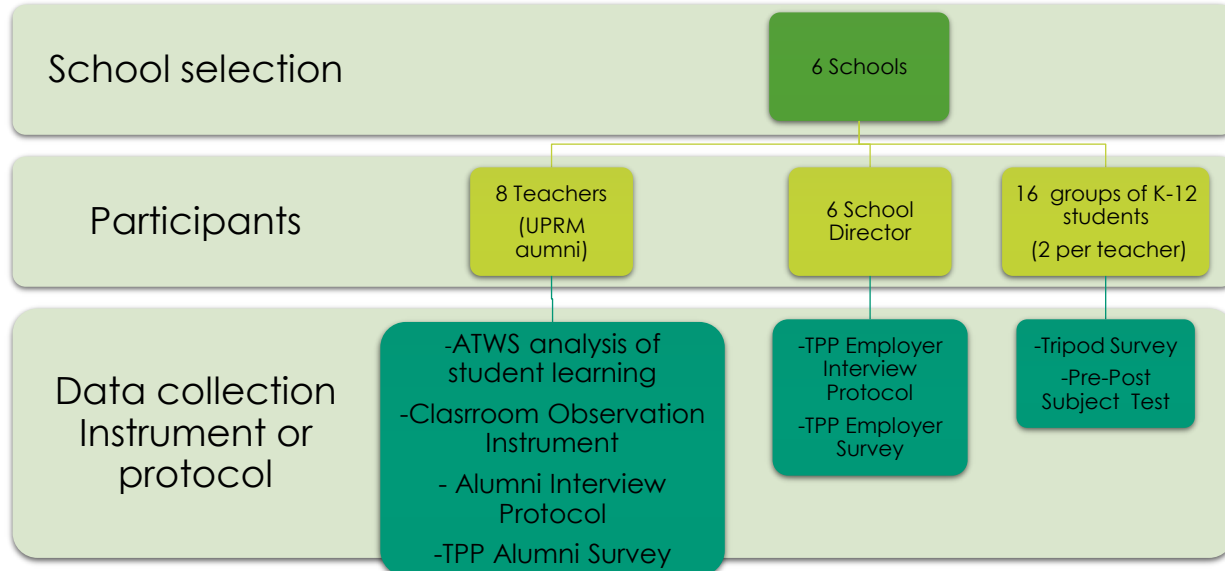 School selection
6 Schools
Participants
8 Teachers
(UPRM
aumni)
6 School
Director
16 groups of K-12
students
(2 per teacher)
Data collection
Instrument or
protocol
-ATWS analysis of
student learning
-Clasrroom Observation
Instrument
- Alumni Interview
Protocol
-TPP Alumni Survey
-TPP Employer
Interview
Protocol
-TPP Employer
Survey
-Tripod Survey
-Pre-Post
Subject Test